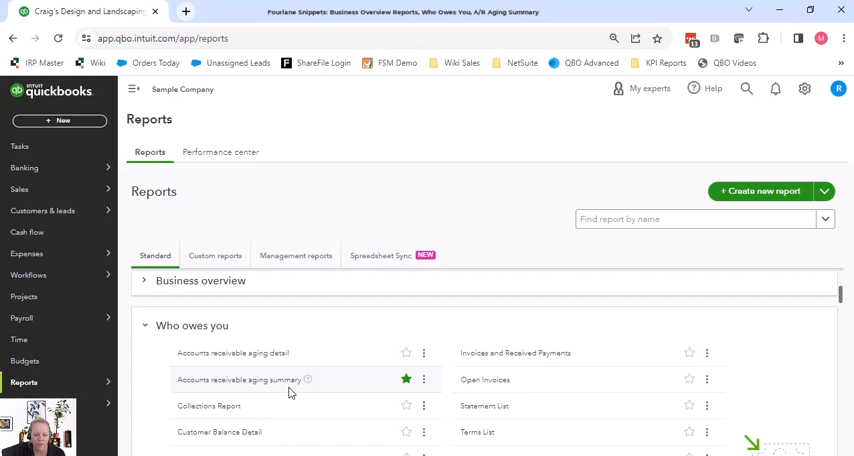 Craig's Design and Landscaping
Fourlane Snippets: Business Overview Reports, Who Owes You, A/R Aging Summary
app.qbo.intuit.com/app/reports
13
M
IRP Master
Wiki
Orders Today
Unassigned Leads
F ShareFile Login
FSM Demo
Wiki Sales
NetSuite
QBO Advanced
KPI Reports
QBO Videos
»
INTUIT
quickbooks.
Sample Company
My experts
? Help
R
+ New
Reports
Tasks
Banking
Sales
Customers & leads
Cash flow
Expenses
Workflows
Projects
Payroll
Time
Budgets
Reports
Reports
Performance center
Reports
+ Create new report
Find report by name
Standard
Custom reports
Management reports
Spreadsheet Sync NEW
Business overview
Who owes you
Accounts receivable aging detail
Invoices and Received Payments
Accounts receivable aging summary ?
Open Invoices
Collections Report
Statement List
Customer Balance Detail
Terms List